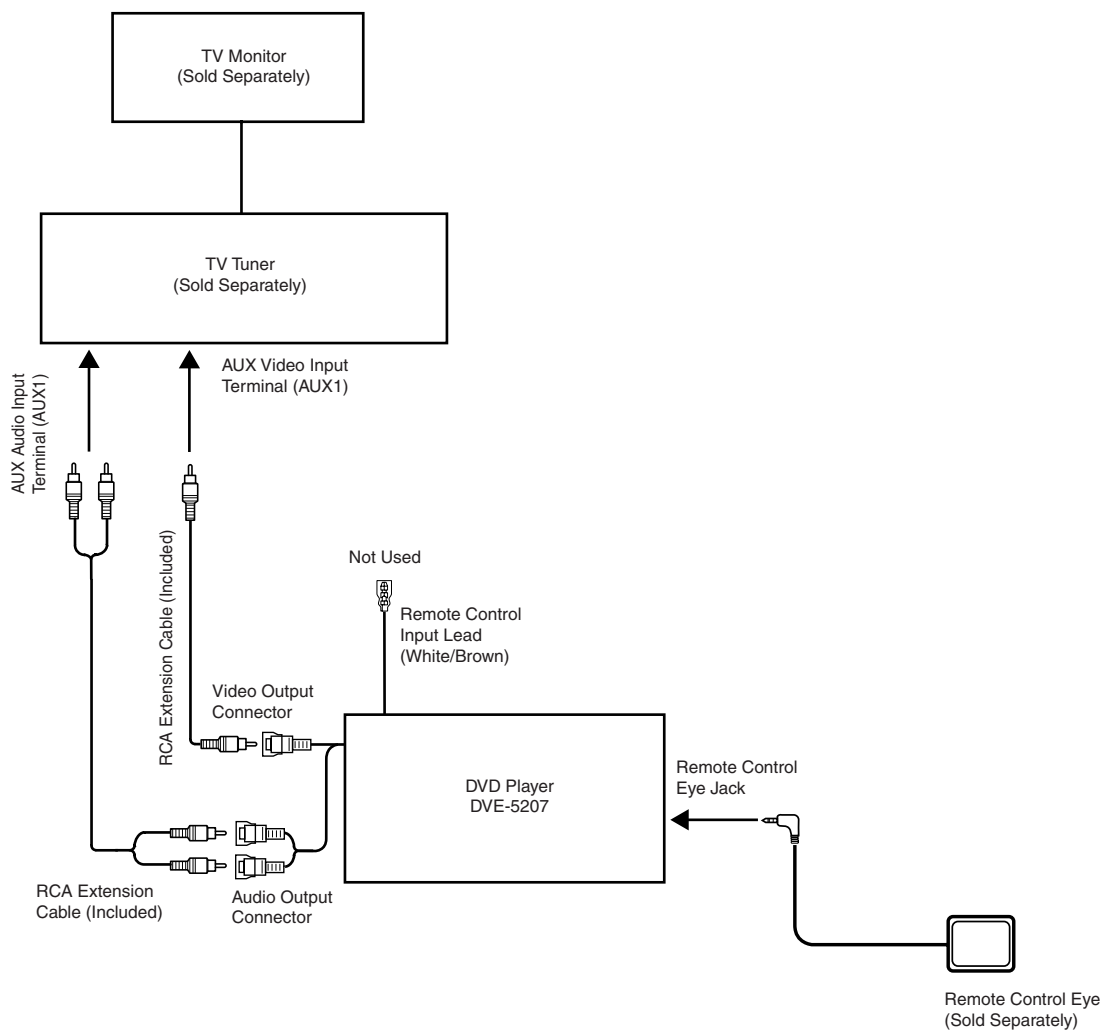 TV Monitor
(Sold Separately)
TV Tuner
(Sold Separately)
AUX Audio Input
Terminal (AUX1)
AUX Video Input
Terminal (AUX1)
RCA Extension Cable (Included)
Not Used
Remote Control
Input Lead
(White/Brown)
Video Output
Connector
DVD Player
DVE-5207
Remote Control
Eye Jack
RCA Extension
Cable (Included)
Audio Output
Connector
Remote Control Eye
(Sold Separately)